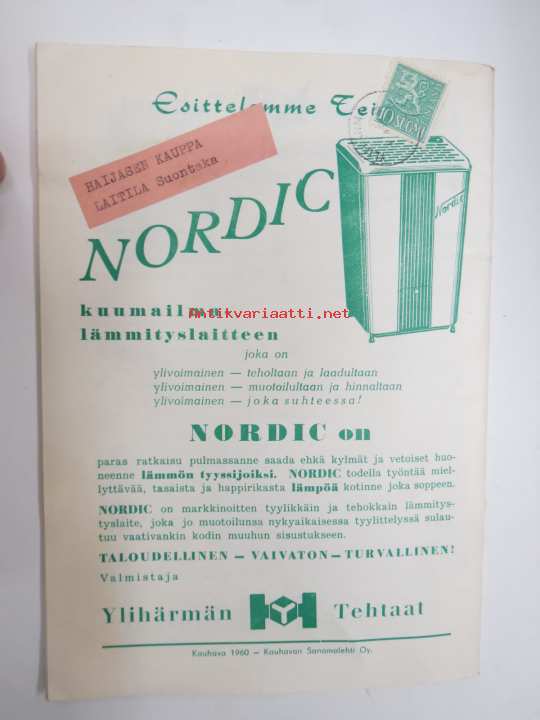 Esittelemme
10 SUOMI
HAIJASEN KAUPPA
LAITILA Suontaka
NORDIC
Nordic
kuumailma-
Antikvariaatti.net
lämmityslaitteen
joka on
ylivoimainen — teholtaan ja laadultaan
ylivoimainen — muotoilultaan ja hinnaltaan
ylivoimainen — joka suhteessa!
NORDIC on
paras ratkaisu pulmassanne saada ehkä kylmät ja vetoiset huo-
neenne lämmön tyyssijoiksi. NORDIC todella työntää miel-
lyttävää, tasaista ja happirikasta lämpöä kotinne joka soppeen.
NORDIC on markkinoitten tyylikkäin ja tehokkain lämmitys-
tyslaite, joka jo muotoilunsa nykyaikaisessa tyylittelyssä sulau-
tuu vaativankin kodin muuhun sisustukseen.
TALOUDELLINEN — VAIVATON — TURVALLINEN!
Valmistaja
Ylihärmän Y Tehtaat
Kauhava 1960 — Kauhavan Sanomalehti Oy.